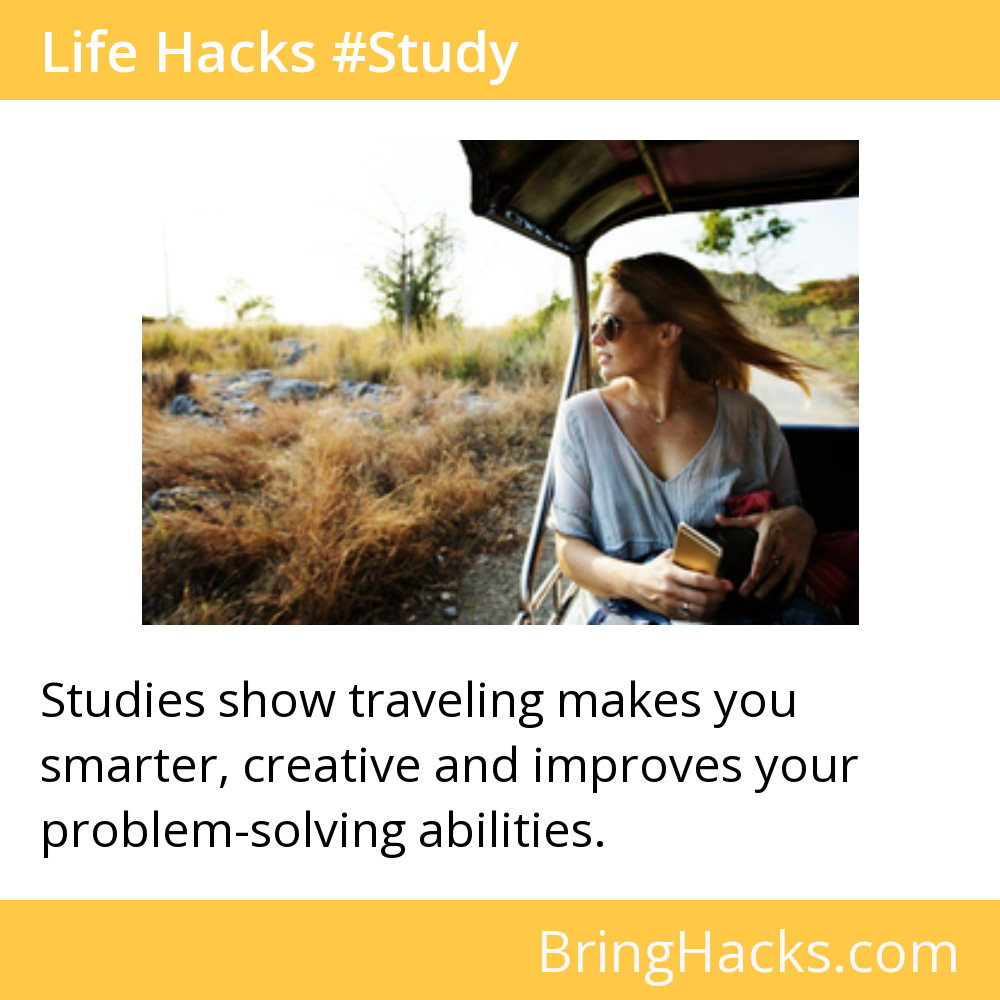 Life Hacks #Study
Studies show traveling makes you
smarter, creative and improves your
problem-solving abilities.
BringHacks.com